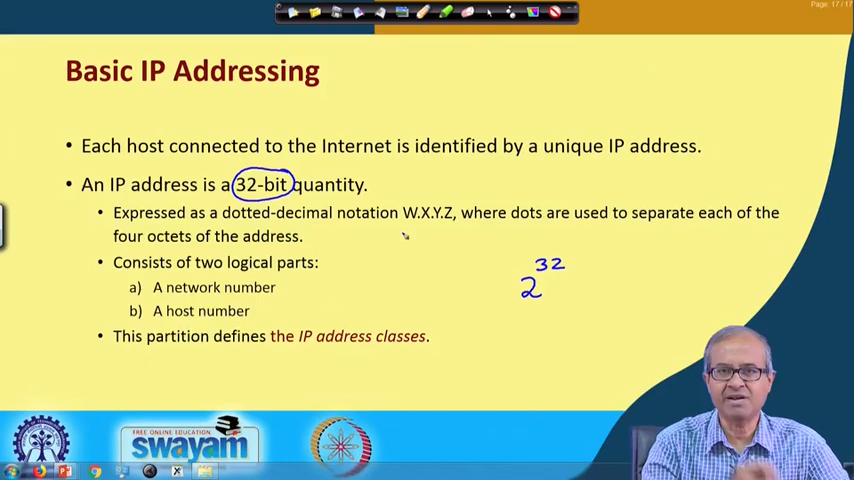 Page: 17 / 17
Basic IP Addressing
• Each host connected to the Internet is identified by a unique IP address.
• An IP address is a 32-bit quantity.
• Expressed as a dotted-decimal notation W.X.Y.Z, where dots are used to separate each of the
four octets of the address.
• Consists of two logical parts:
a) A network number
b) A host number
• This partition defines the IP address classes.
2^32
FREE ONLINE EDUCATION
swayam